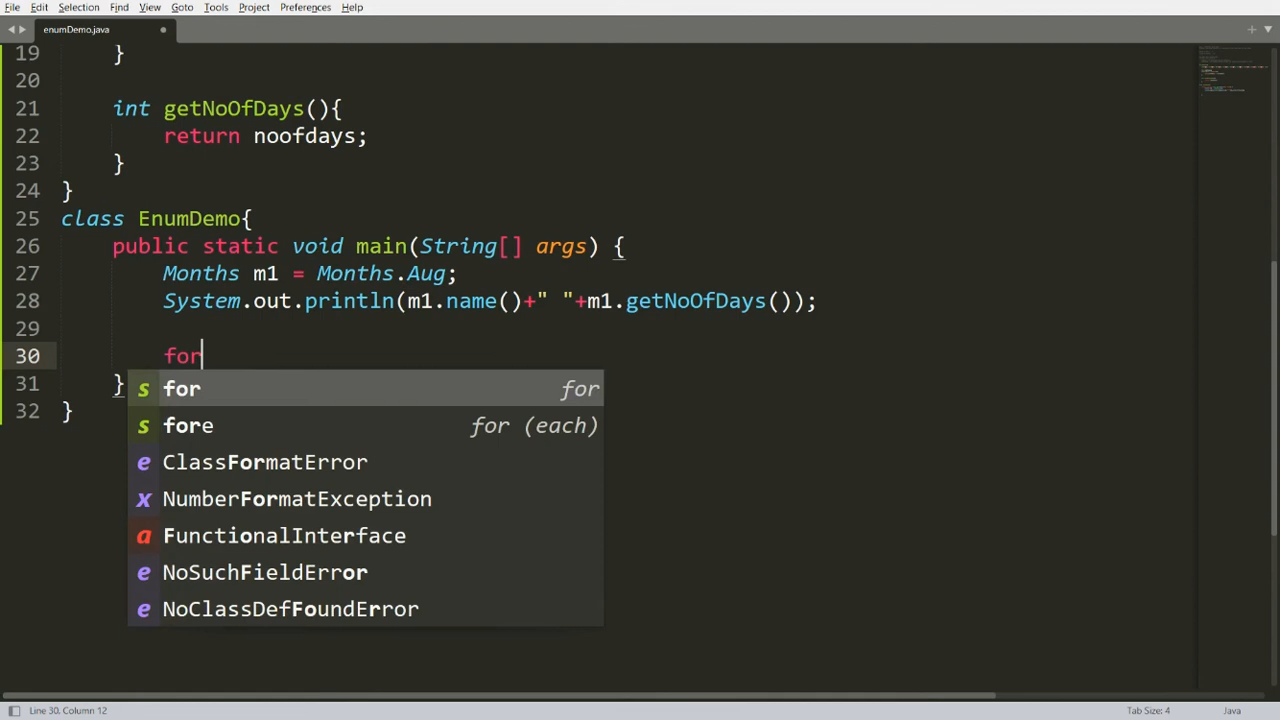 File Edit Selection Find View Goto Tools Project Preferences Help
enumDemo.java
19 }
20
21 int getNoOfDays(){
22 return noofdays;
23 }
24 }
25 class EnumDemo{
26 public static void main(String[] args) {
27 Months m1 = Months.Aug;
28 System.out.println(m1.name()+" "+m1.getNoOfDays());
29
30 for
31 }
s for for
32 }
s fore for (each)
e ClassFormatError
x NumberFormatException
a FunctionalInterface
e NoSuchFieldError
e NoClassDefFoundError
Line 30, Column 12 Tab Size: 4 Java